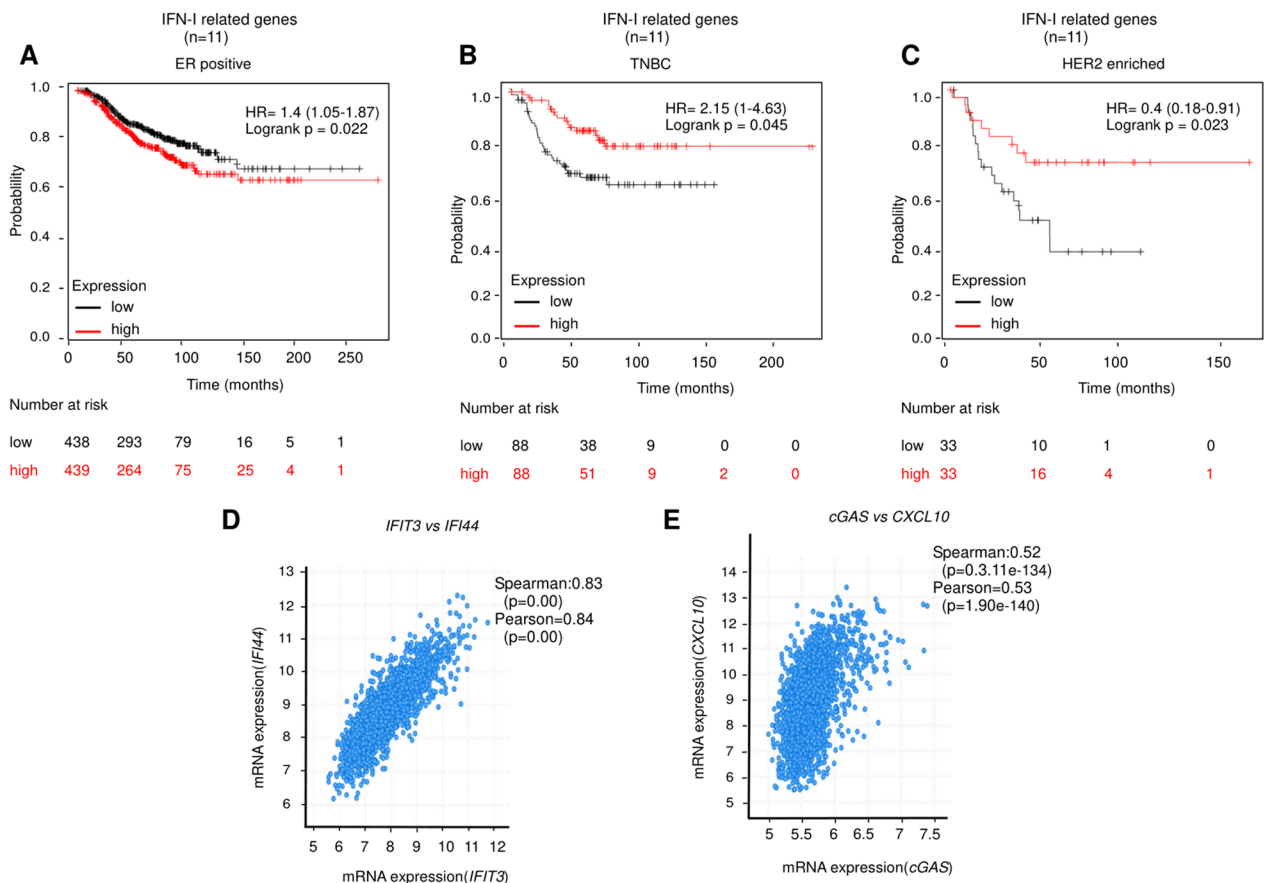 IFN-I related genes
(n=11)
A
ER positive
HR= 1.4 (1.05-1.87)
Logrank p = 0.022
Probability
1.0
0.8
0.6
0.4
0.2
0.0
Expression
low
high
0 50 100 150 200 250
Time (months)
Number at risk
low 438 293 79 16 5 1
high 439 264 75 25 4 1
IFN-I related genes
(n=11)
B
TNBC
HR= 2.15 (1-4.63)
Logrank p = 0.045
Probablilty
1.0
0.8
0.6
0.4
0.2
0.0
Expression
low
high
0 50 100 150 200
Time (months)
Number at risk
low 88 38 9 0 0
high 88 51 9 2 0
IFN-I related genes
(n=11)
C
HER2 enriched
HR= 0.4 (0.18-0.91)
Logrank p = 0.023
Probablilty
1.0
0.8
0.6
0.4
0.2
0.0
Expression
low
high
0 50 100 150
Time (months)
Number at risk
low 33 10 1 0
high 33 16 4 1
D
IFIT3 vs IFI44
Spearman:0.83
(p=0.00)
Pearson=0.84
(p=0.00)
mRNA expression(IFI44)
13
12
11
10
9
8
7
6
5 6 7 8 9 10 11 12
mRNA expression(IFIT3)
E
cGAS vs CXCL10
Spearman:0.52
(p=0.3.11e-134)
Pearson=0.53
(p=1.90e-140)
mRNA expression(CXCL10)
14
13
12
11
10
9
8
7
6
5
5 5.5 6 6.5 7 7.5
mRNA expression(cGAS)